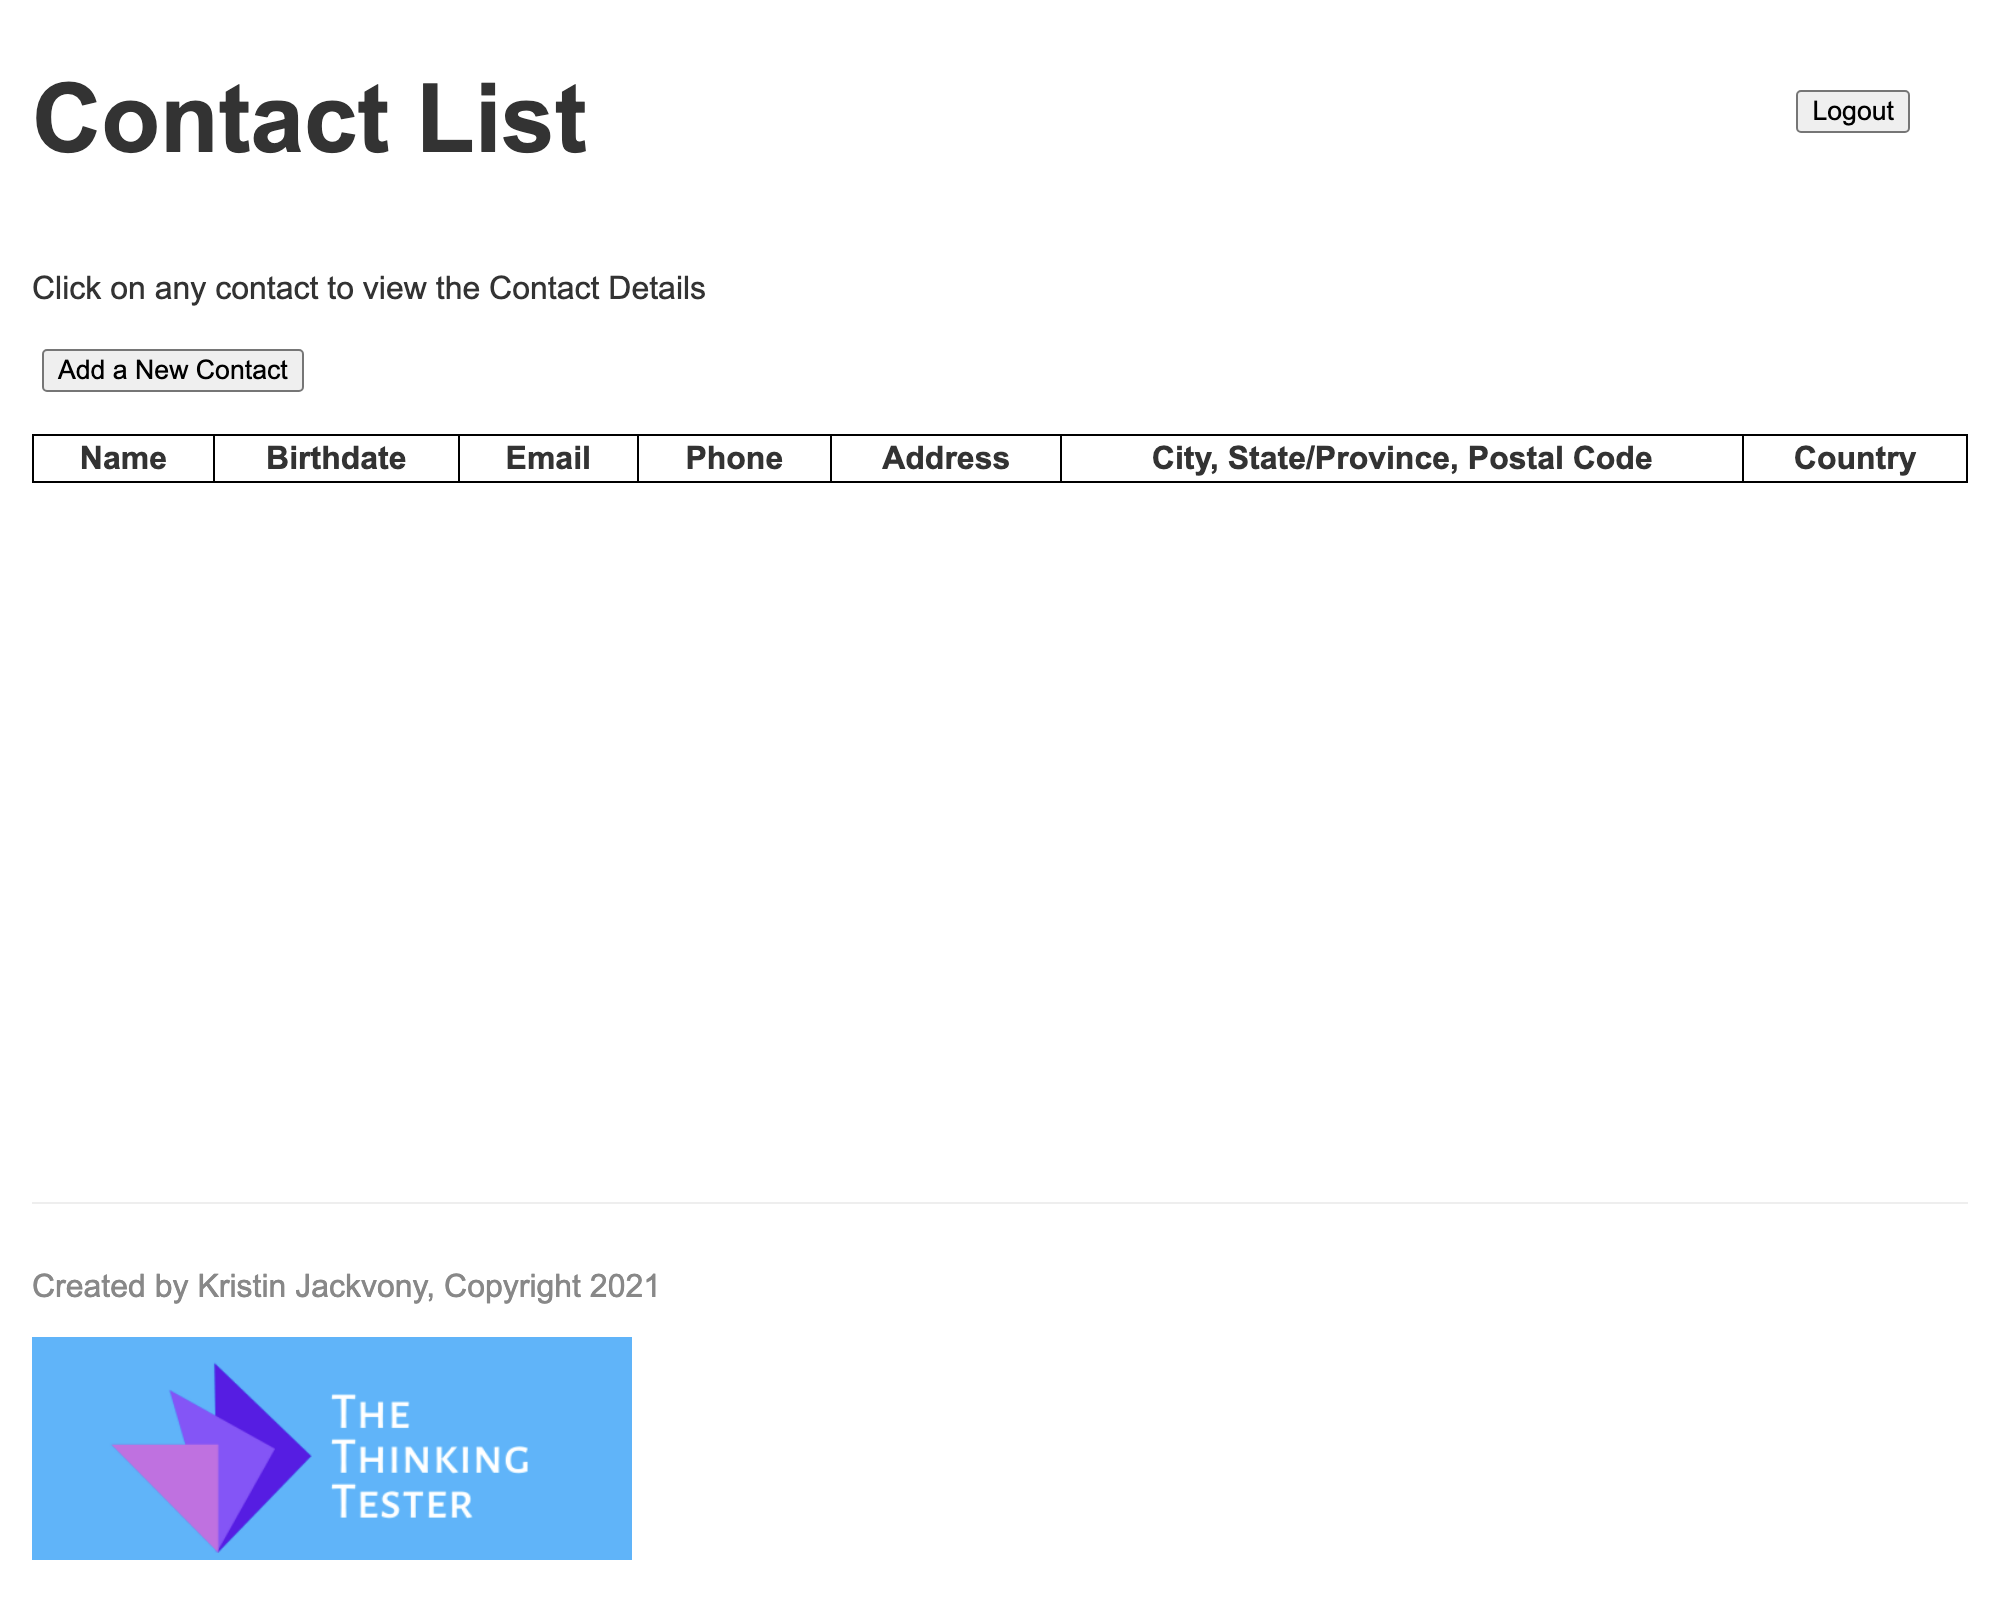 Contact List
Logout
Click on any contact to view the Contact Details
Add a New Contact
Name Birthdate Email Phone Address City, State/Province, Postal Code Country
Created by Kristin Jackvony, Copyright 2021
THE
THINKING
TESTER